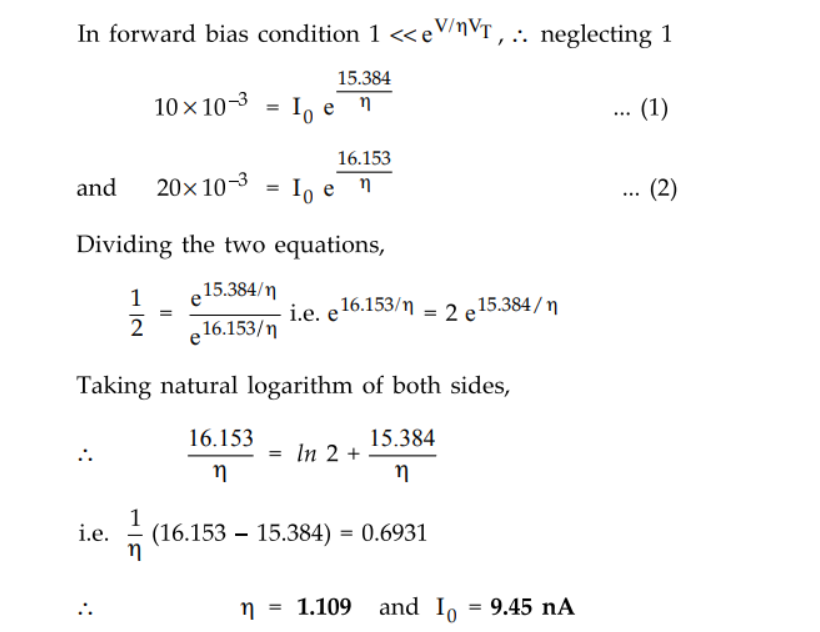 In forward bias condition 1 << e^{V/ηV_T}, ∴ neglecting 1
10×10^{–3} = I_0 e^{15.384/η} ... (1)
and 20×10^{–3} = I_0 e^{16.153/η} ... (2)
Dividing the two equations,
1/2 = e^{15.384/η} / e^{16.153/η} i.e. e^{16.153/η} = 2 e^{15.384/η}
Taking natural logarithm of both sides,
∴ 16.153/η = ln 2 + 15.384/η
i.e. 1/η (16.153 – 15.384) = 0.6931
∴ η = 1.109 and I_0 = 9.45 nA